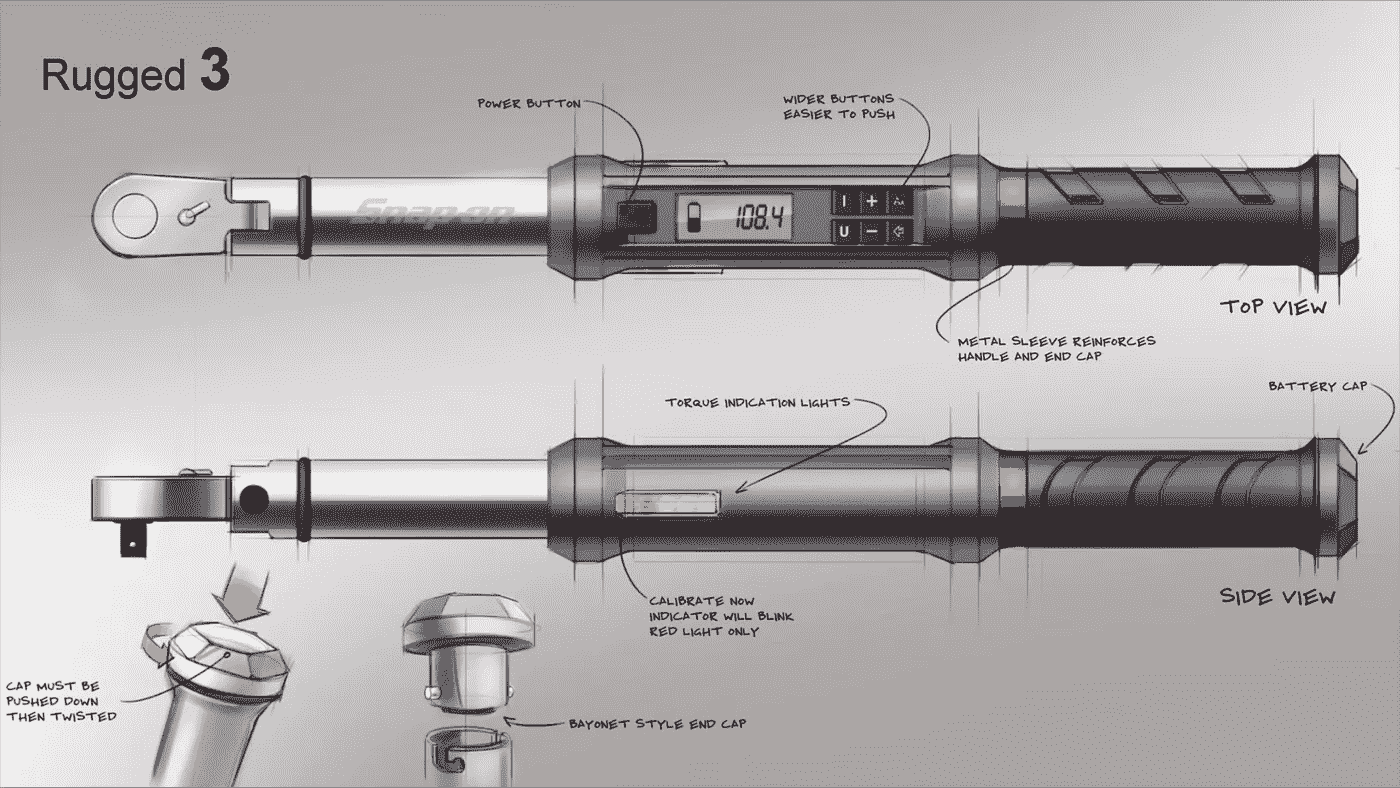 Rugged 3
POWER BUTTON
WIDER BUTTONS
EASIER TO PUSH
Snap-on
108.4
I +
U −
TOP VIEW
METAL SLEEVE REINFORCES
HANDLE AND END CAP
BATTERY CAP
TORQUE INDICATION LIGHTS
CALIBRATE NOW
INDICATOR WILL BLINK
RED LIGHT ONLY
SIDE VIEW
CAP MUST BE
PUSHED DOWN
THEN TWISTED
BAYONET STYLE END CAP